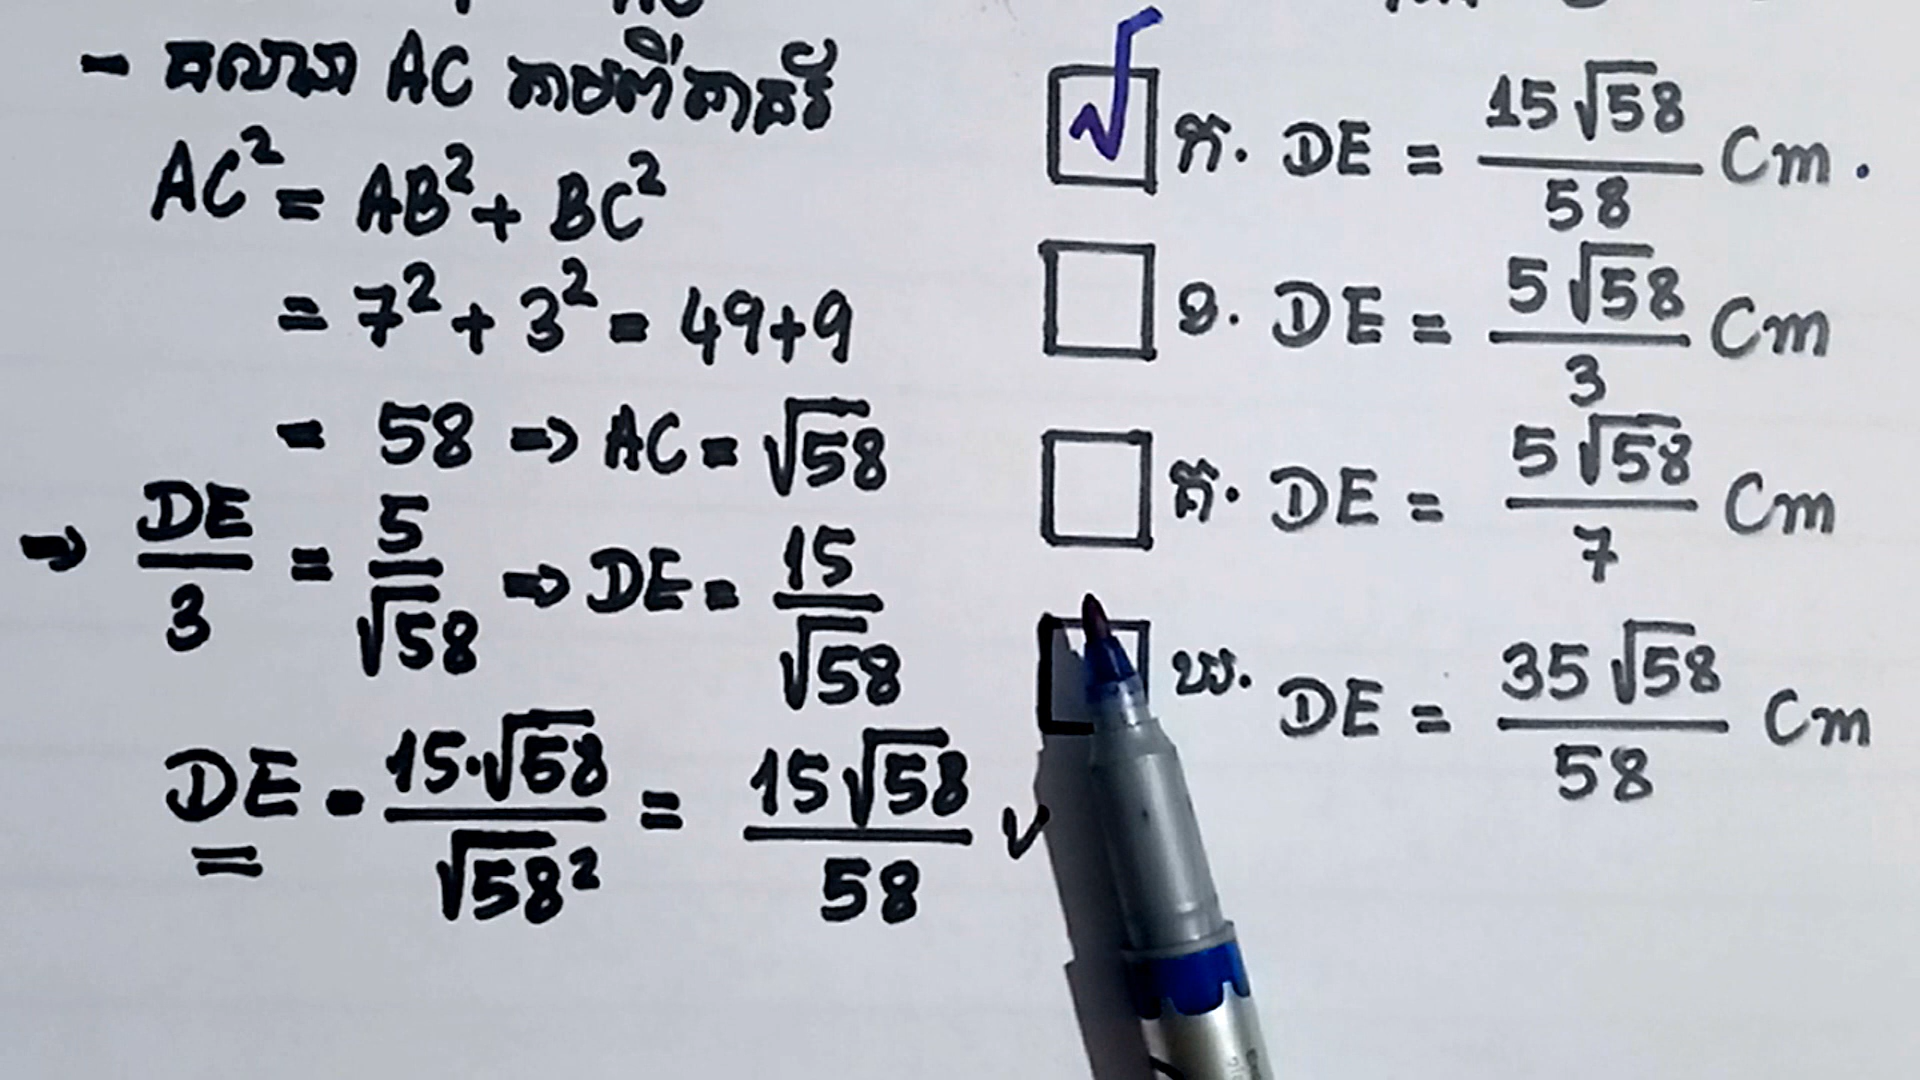 - គណនា AC តាមពីតាគ័រ
AC² = AB² + BC²
= 7² + 3² = 49+9
= 58 ⇒ AC = √58
⇒ DE/3 = 5/√58 ⇒ DE = 15/√58
DE = 15·√58/√58² = 15√58/58 ✓
☑ ក. DE = 15√58/58 Cm.
☐ ខ. DE = 5√58/3 Cm
☐ គ. DE = 5√58/7 Cm
☐ ឃ. DE = 35√58/58 Cm